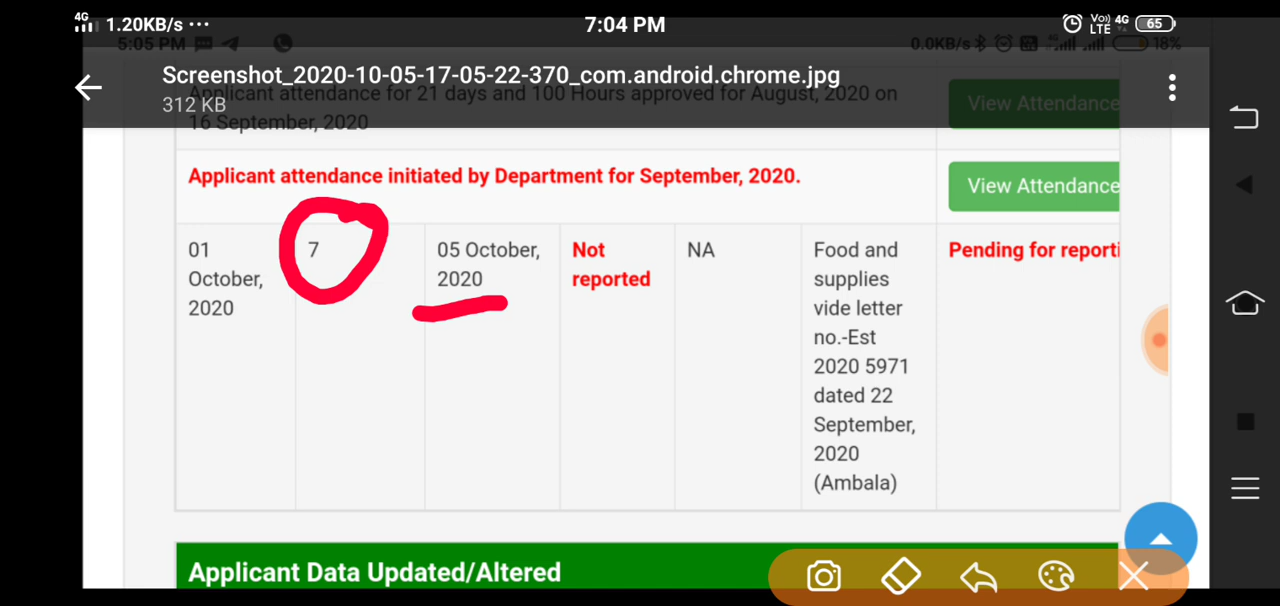 4G 1.20KB/s ··· 7:04 PM Vo) LTE 4G 65
5:05 PM 0.0KB/s 18%
Screenshot_2020-10-05-17-05-22-370_com.android.chrome.jpg
312 KB
Applicant attendance for 21 days and 100 Hours approved for August, 2020 on
16 September, 2020
View Attendance
Applicant attendance initiated by Department for September, 2020.
View Attendance
01
October,
2020
7
05 October,
2020
Not
reported
NA
Food and
supplies
vide letter
no.-Est
2020 5971
dated 22
September,
2020
(Ambala)
Pending for reporti
Applicant Data Updated/Altered